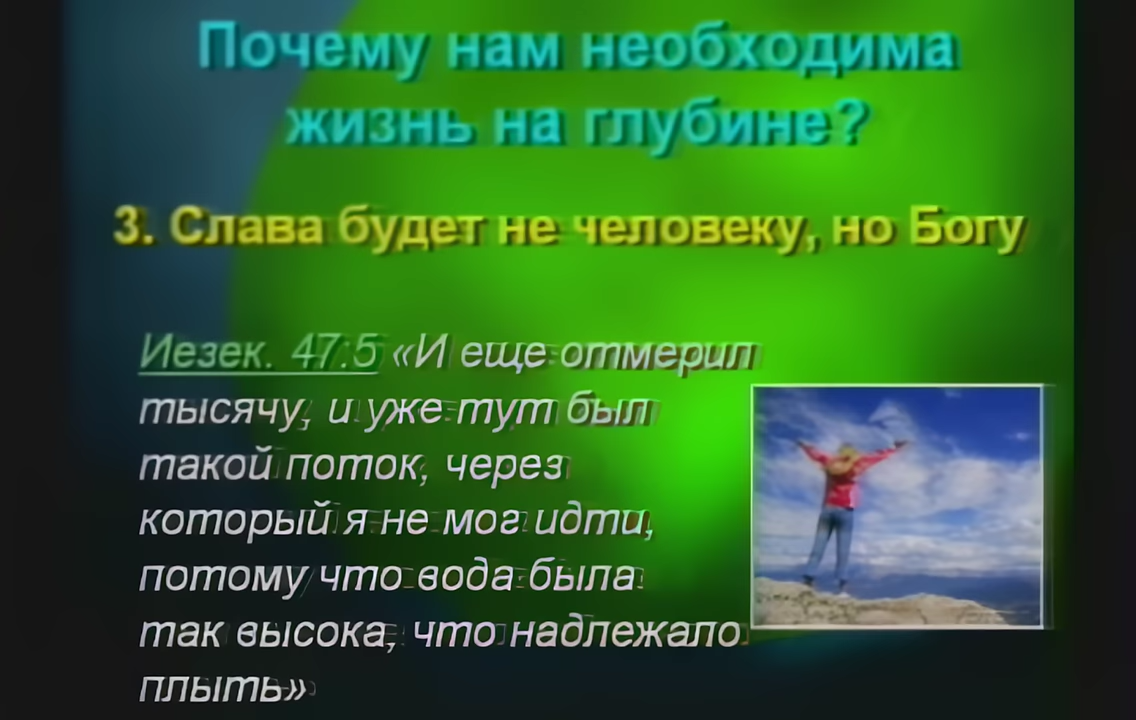 Почему нам необходима
жизнь на глубине?
3. Слава будет не человеку, но Богу
Иезек. 47:5 «И еще отмерил
тысячу, и уже тут был
такой поток, через
который я не мог идти,
потому что вода была
так высока, что надлежало
плыть»